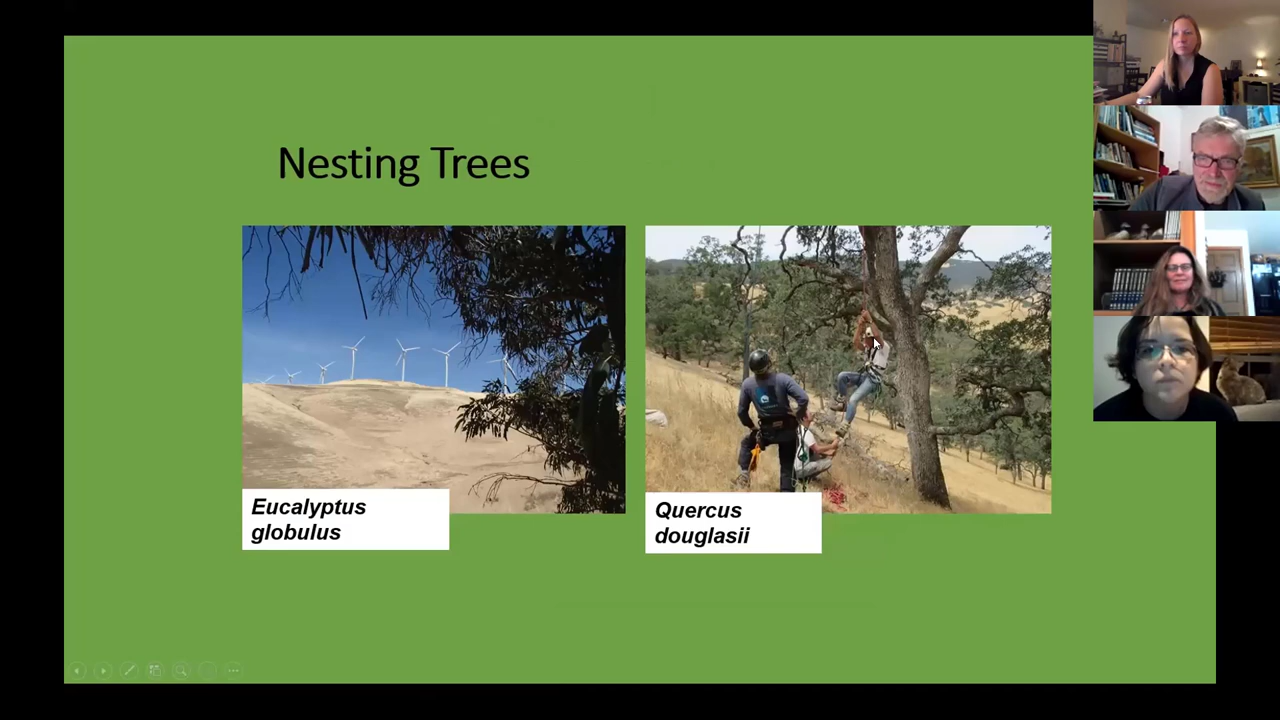 Nesting Trees
Eucalyptus
globulus
Quercus
douglasii